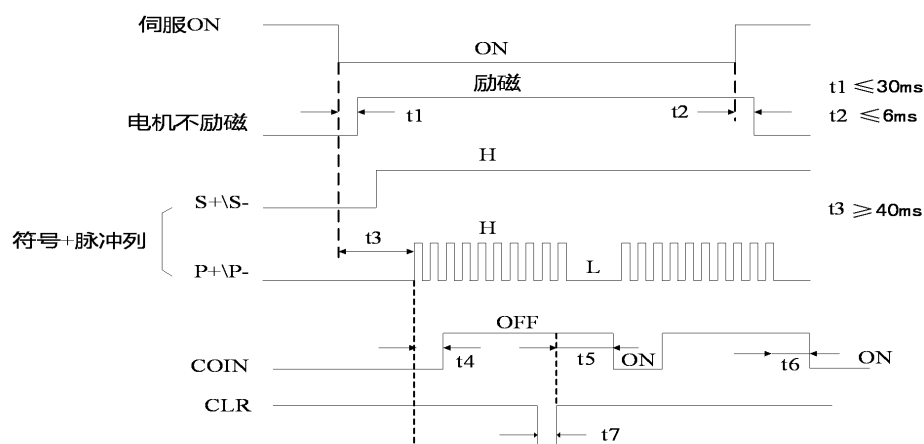 伺服ON
ON
励磁
t1 ≤30ms
电机不励磁
t1
t2
t2 ≤6ms
H
S+\S-
t3 ≥40ms
符号+脉冲列
t3
H
P+\P-
L
OFF
COIN
t4
t5
ON
t6
ON
CLR
t7